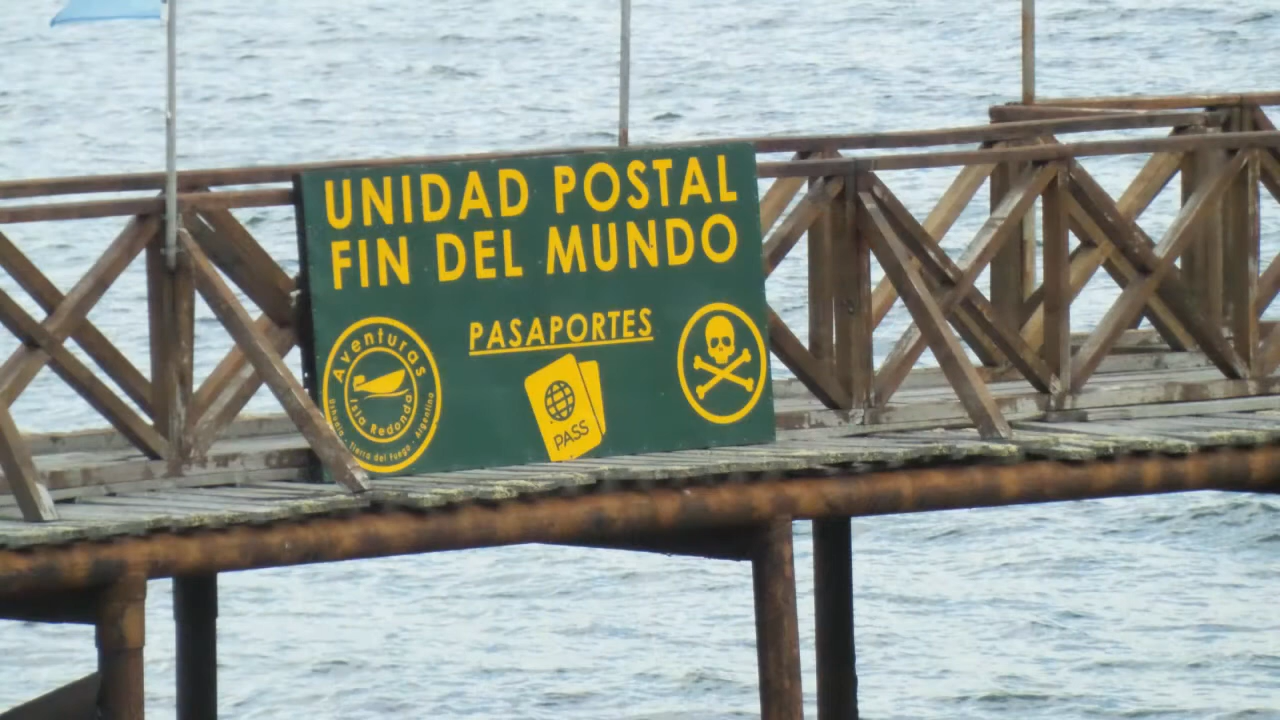 UNIDAD POSTAL
FIN DEL MUNDO
PASAPORTES
Aventuras
Isla Redonda
Ushuaia - Tierra del Fuego - Argentina
PASS